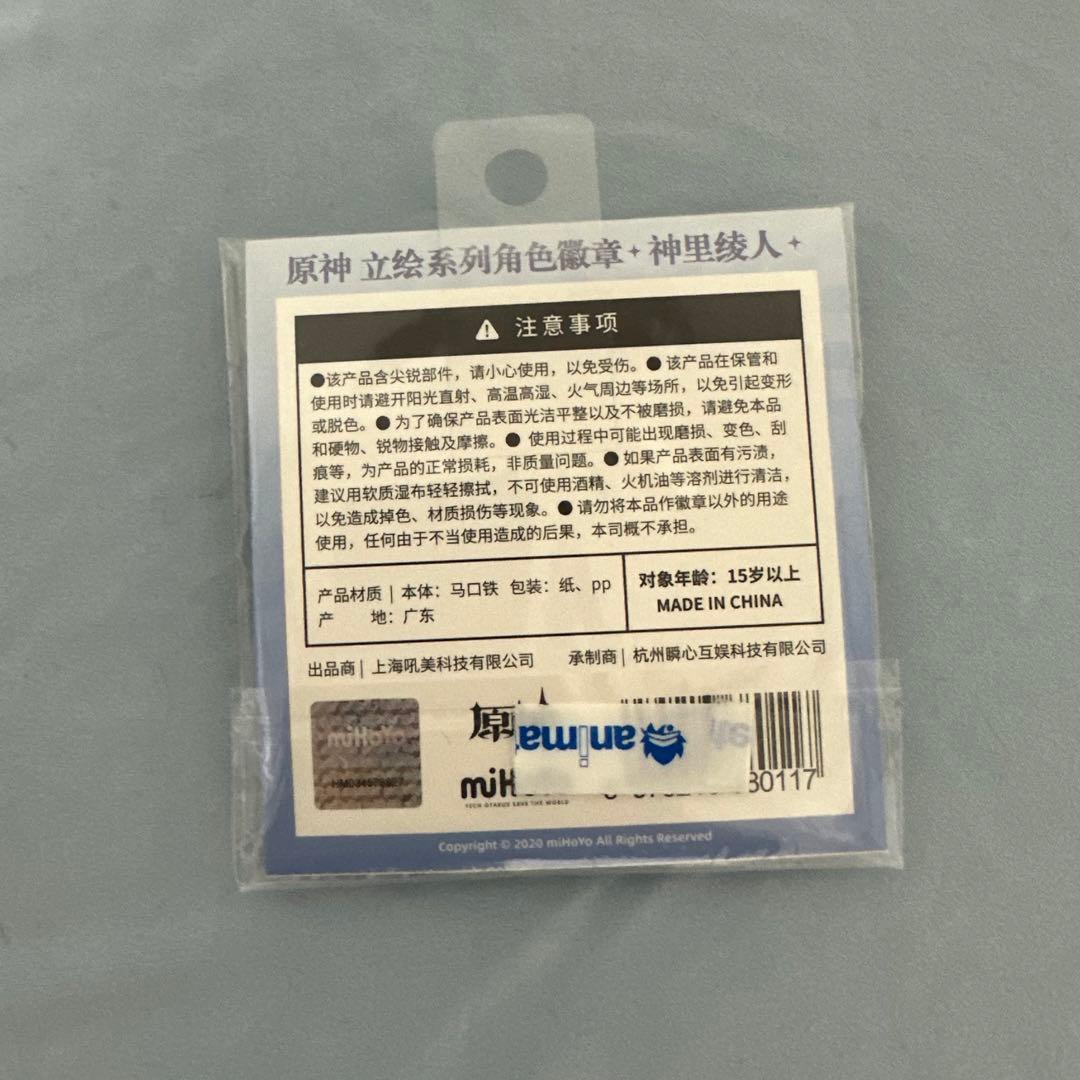 原神 立绘系列角色徽章✦神里绫人✦
⚠ 注意事项
●该产品含尖锐部件，请小心使用，以免受伤。●该产品在保管和
使用时请避开阳光直射、高温高湿、火气周边等场所，以免引起变形
或脱色。●为了确保产品表面光洁平整以及不被磨损，请避免本品
和硬物、锐物接触及摩擦。● 使用过程中可能出现磨损、变色、刮
痕等，为产品的正常损耗，非质量问题。●如果产品表面有污渍，
建议用软质湿布轻轻擦拭，不可使用酒精、火机油等溶剂进行清洁，
以免造成掉色、材质损伤等现象。●请勿将本品作徽章以外的用途
使用，任何由于不当使用造成的后果，本司概不承担。
产品材质｜本体：马口铁 包装：纸、pp
产 地：广东
对象年龄：15岁以上
MADE IN CHINA
出品商｜上海吼美科技有限公司
承制商｜杭州瞬心互娱科技有限公司
miHoYo
原
anima
miH
TECH OTAKUS SAVE THE WORLD
80117
Copyright © 2020 miHoYo All Rights Reserved